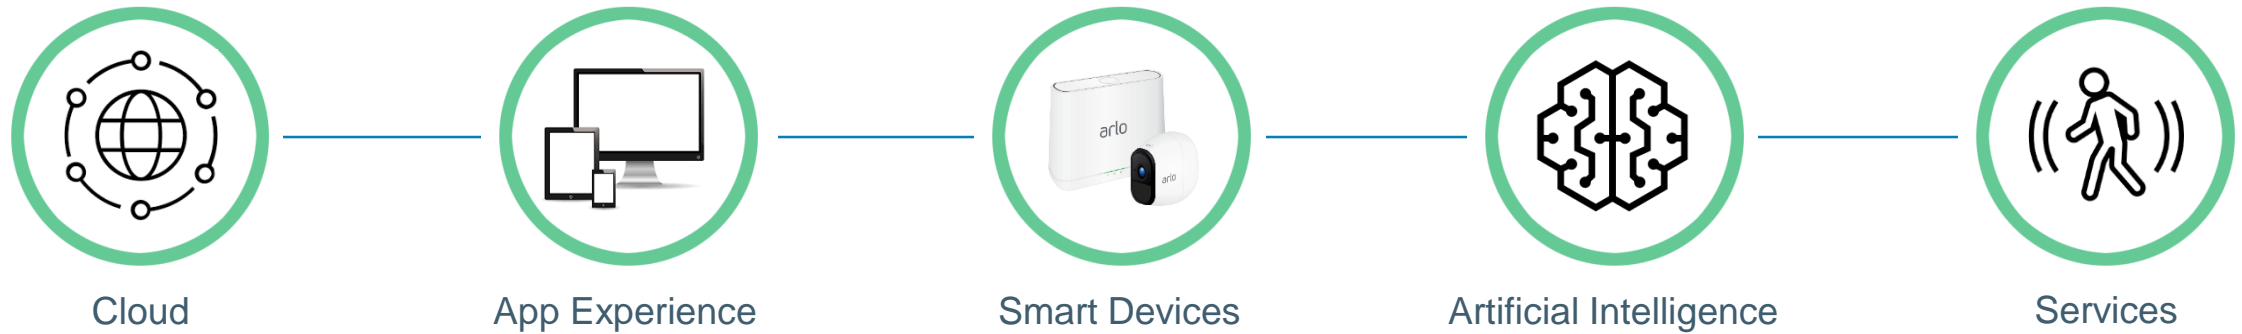 arlo
arlo
Cloud
App Experience
Smart Devices
Artificial Intelligence
Services